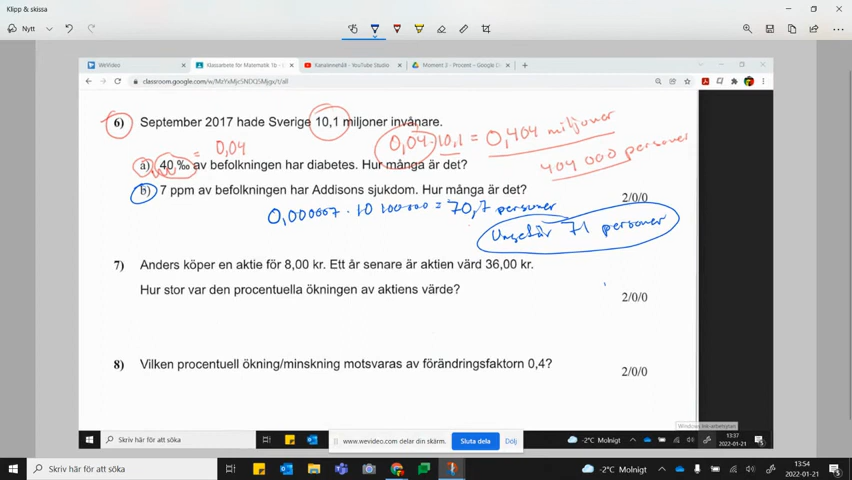 Klipp & skissa
Nytt
WeVideo
Klassarbete för Matematik 1b -
Kanalinnehåll - YouTube Studio
Moment 3 - Procent - Google D
6) September 2017 hade Sverige 10,1 miljoner invånare.
0,04 · 10,1 = 0,404 miljoner
= 0,04
404 000 personer
a) 40 ‰ av befolkningen har diabetes. Hur många är det?
b) 7 ppm av befolkningen har Addisons sjukdom. Hur många är det?
2/0/0
0,000007 · 10 100 000 = 70,7 personer
Ungefär 71 personer
7) Anders köper en aktie för 8,00 kr. Ett år senare är aktien värd 36,00 kr.
Hur stor var den procentuella ökningen av aktiens värde?
2/0/0
8) Vilken procentuell ökning/minskning motsvaras av förändringsfaktorn 0,4?
2/0/0
Skriv här för att söka
www.wevideo.com delar din skärm.
Sluta dela
Dölj
-2°C Molnigt
13:37
2022-01-21
Skriv här för att söka
-2°C Molnigt
13:54
2022-01-21